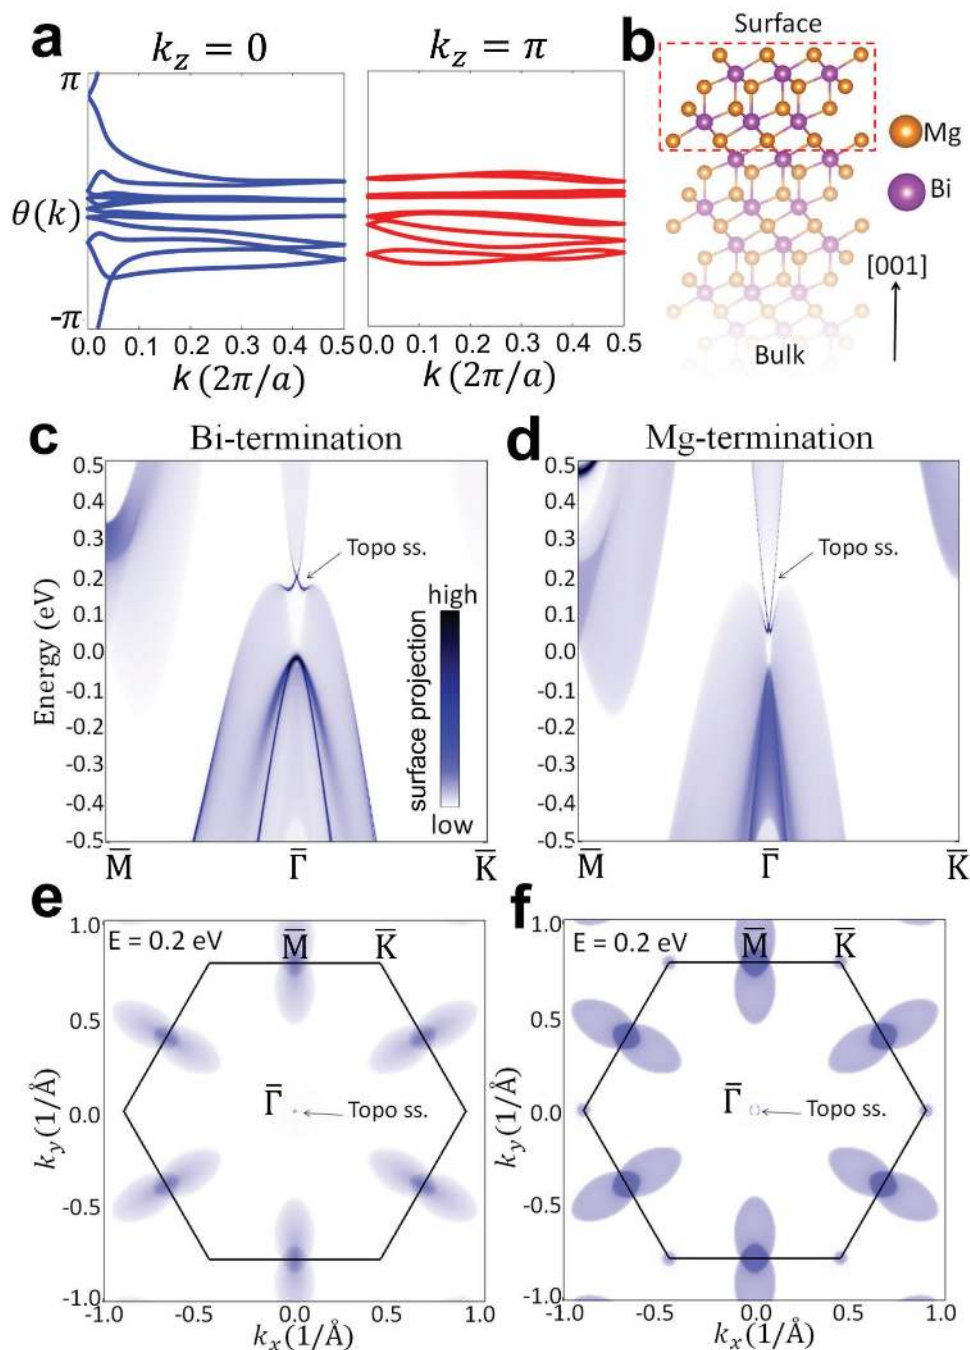 a
k_z = 0
k_z = π
π
θ(k)
-π
0.0 0.1 0.2 0.3 0.4 0.5
0.0 0.1 0.2 0.3 0.4 0.5
k (2π/a)
k (2π/a)
b
Surface
Mg
Bi
[001]
Bulk
c
Bi-termination
0.5
0.4
0.3
0.2
0.1
0.0
-0.1
-0.2
-0.3
-0.4
-0.5
Energy (eV)
Topo ss.
high
surface projection
low
M̅ Γ̅ K̅
d
Mg-termination
0.5
0.4
0.3
0.2
0.1
0.0
-0.1
-0.2
-0.3
-0.4
-0.5
Topo ss.
M̅ Γ̅ K̅
e
E = 0.2 eV
M̅ K̅
Γ̅
Topo ss.
1.0
0.5
0.0
-0.5
-1.0
k_y (1/Å)
-1.0 -0.5 0.0 0.5 1.0
k_x (1/Å)
f
E = 0.2 eV
M̅ K̅
Γ̅
Topo ss.
1.0
0.5
0.0
-0.5
-1.0
k_y (1/Å)
-1.0 -0.5 0.0 0.5 1.0
k_x (1/Å)